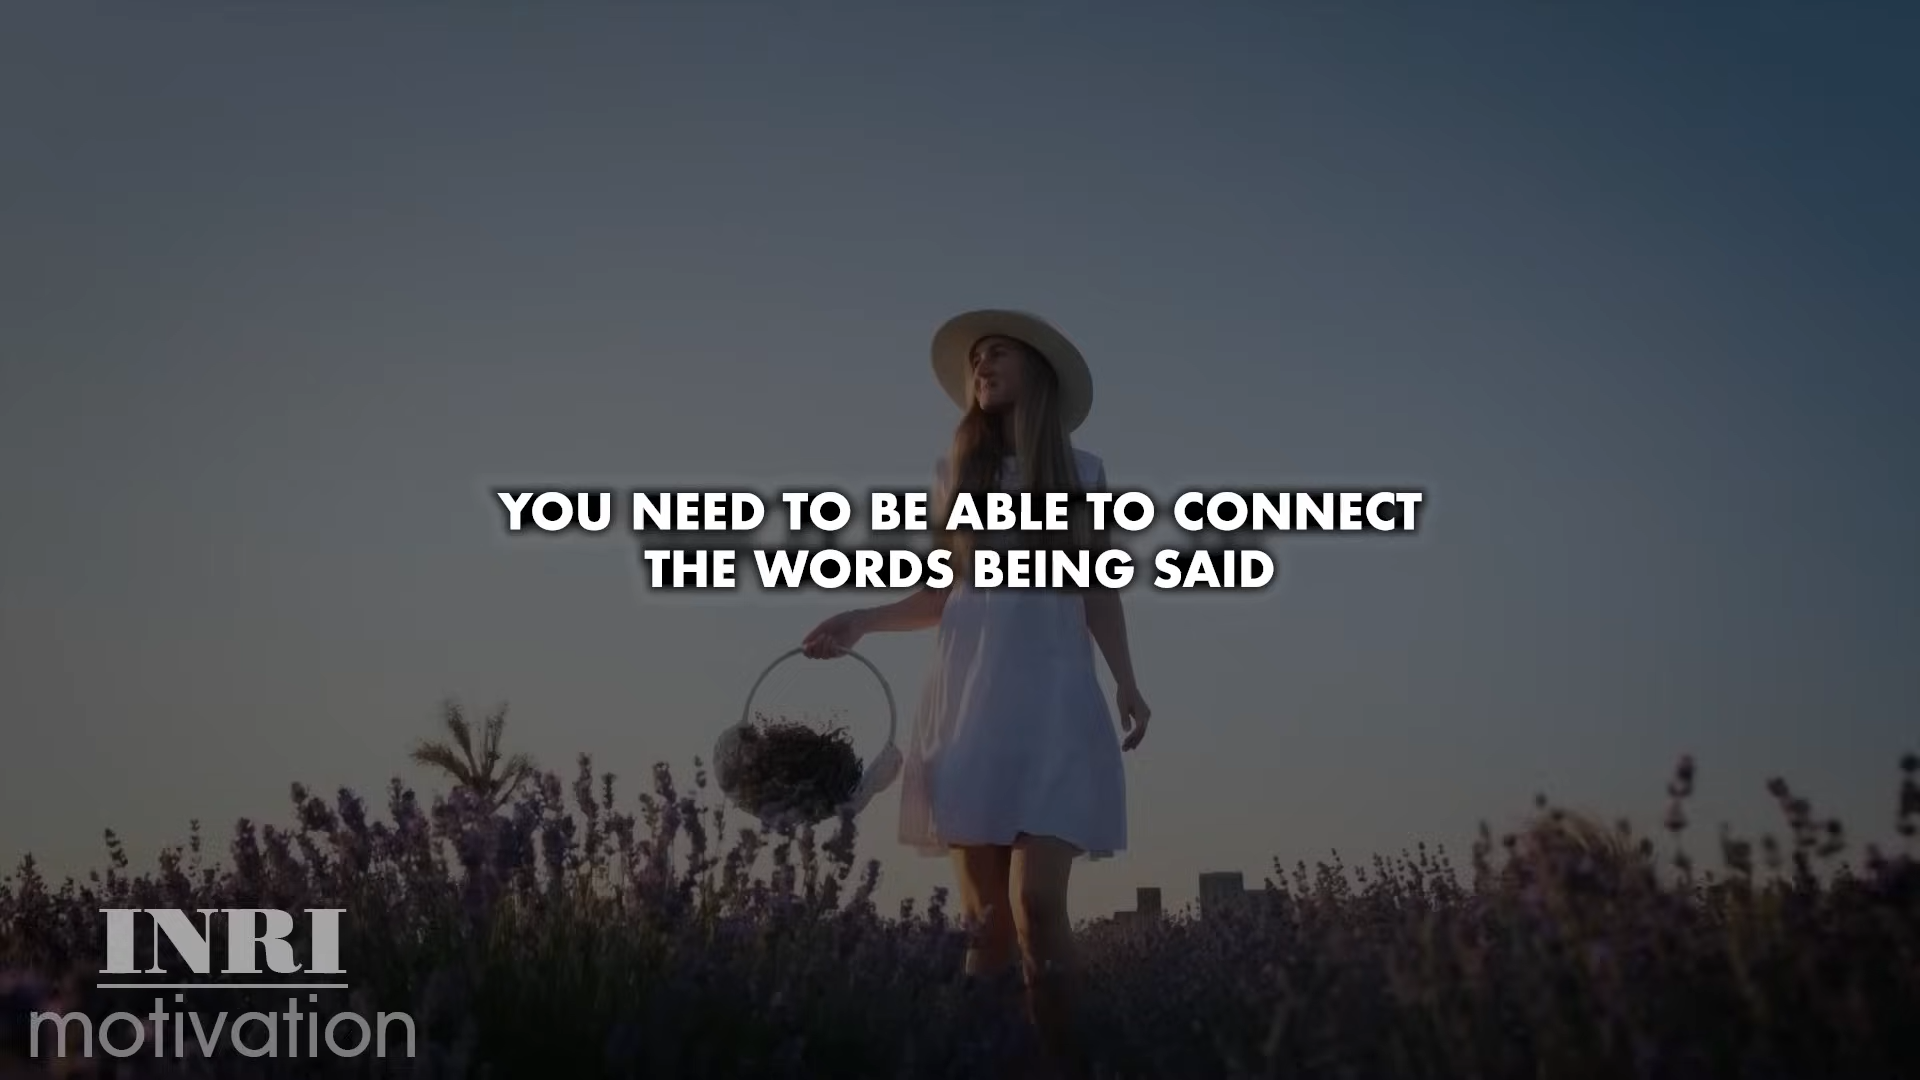 YOU NEED TO BE ABLE TO CONNECT
THE WORDS BEING SAID
INRI
motivation